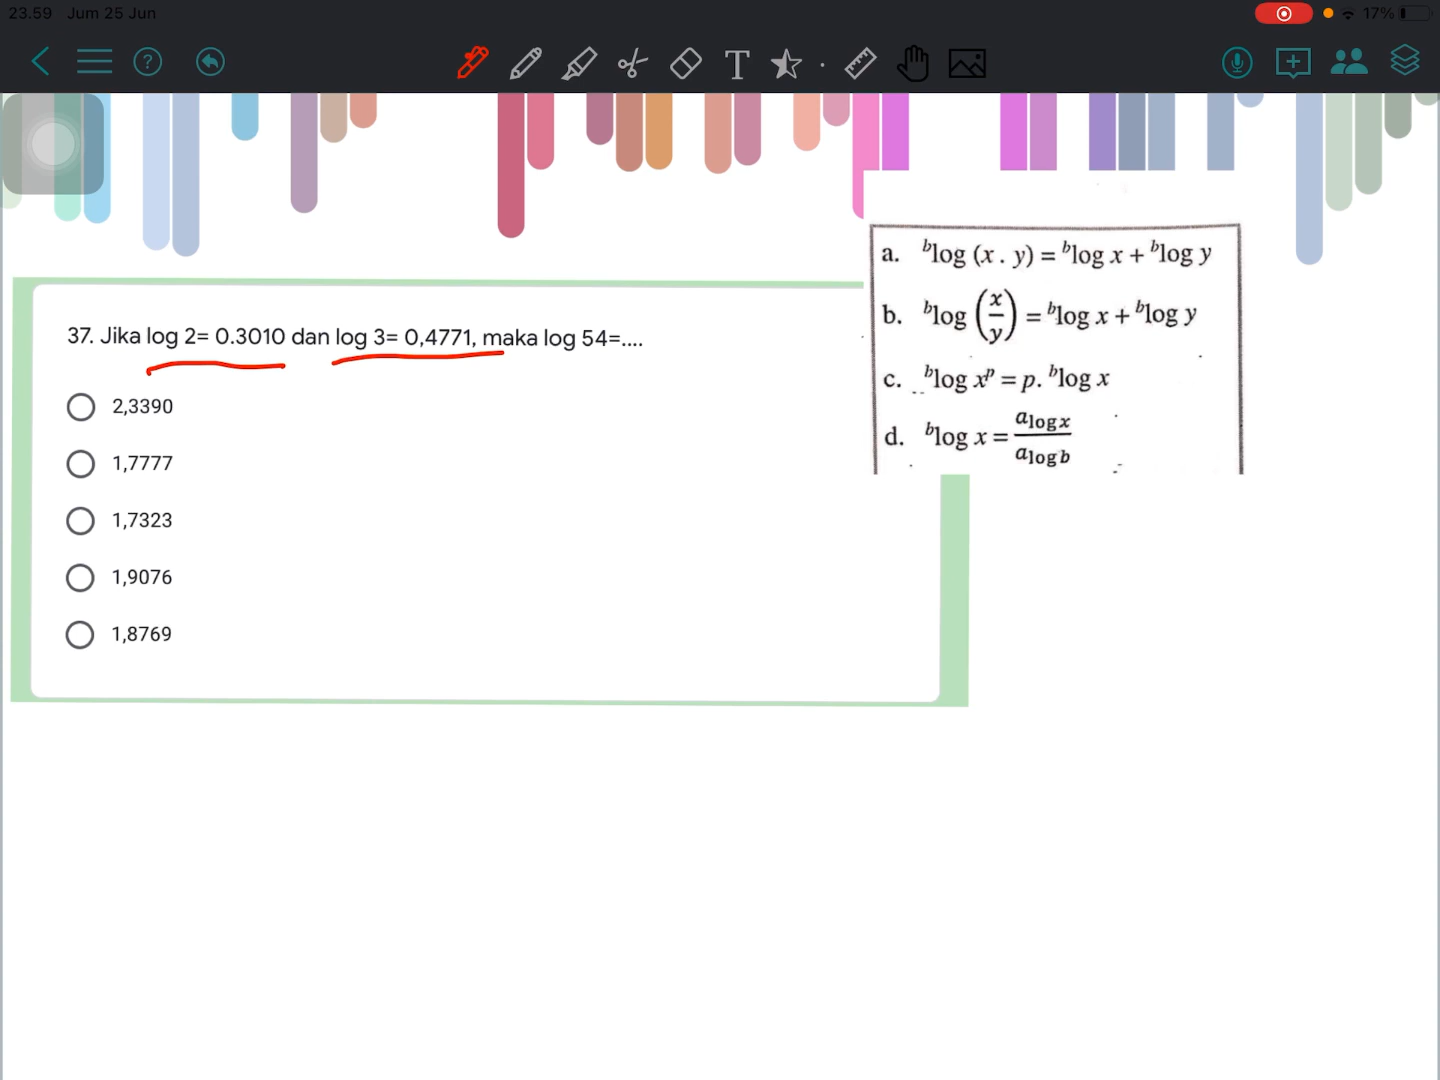 23.59 Jum 25 Jun
17%
T
a. ᵇlog (x . y) = ᵇlog x + ᵇlog y
b. ᵇlog (x/y) = ᵇlog x + ᵇlog y
c. ᵇlog xᵖ = p. ᵇlog x
d. ᵇlog x = ᵃlog x / ᵃlog b
37. Jika log 2= 0.3010 dan log 3= 0,4771, maka log 54=....
2,3390
1,7777
1,7323
1,9076
1,8769